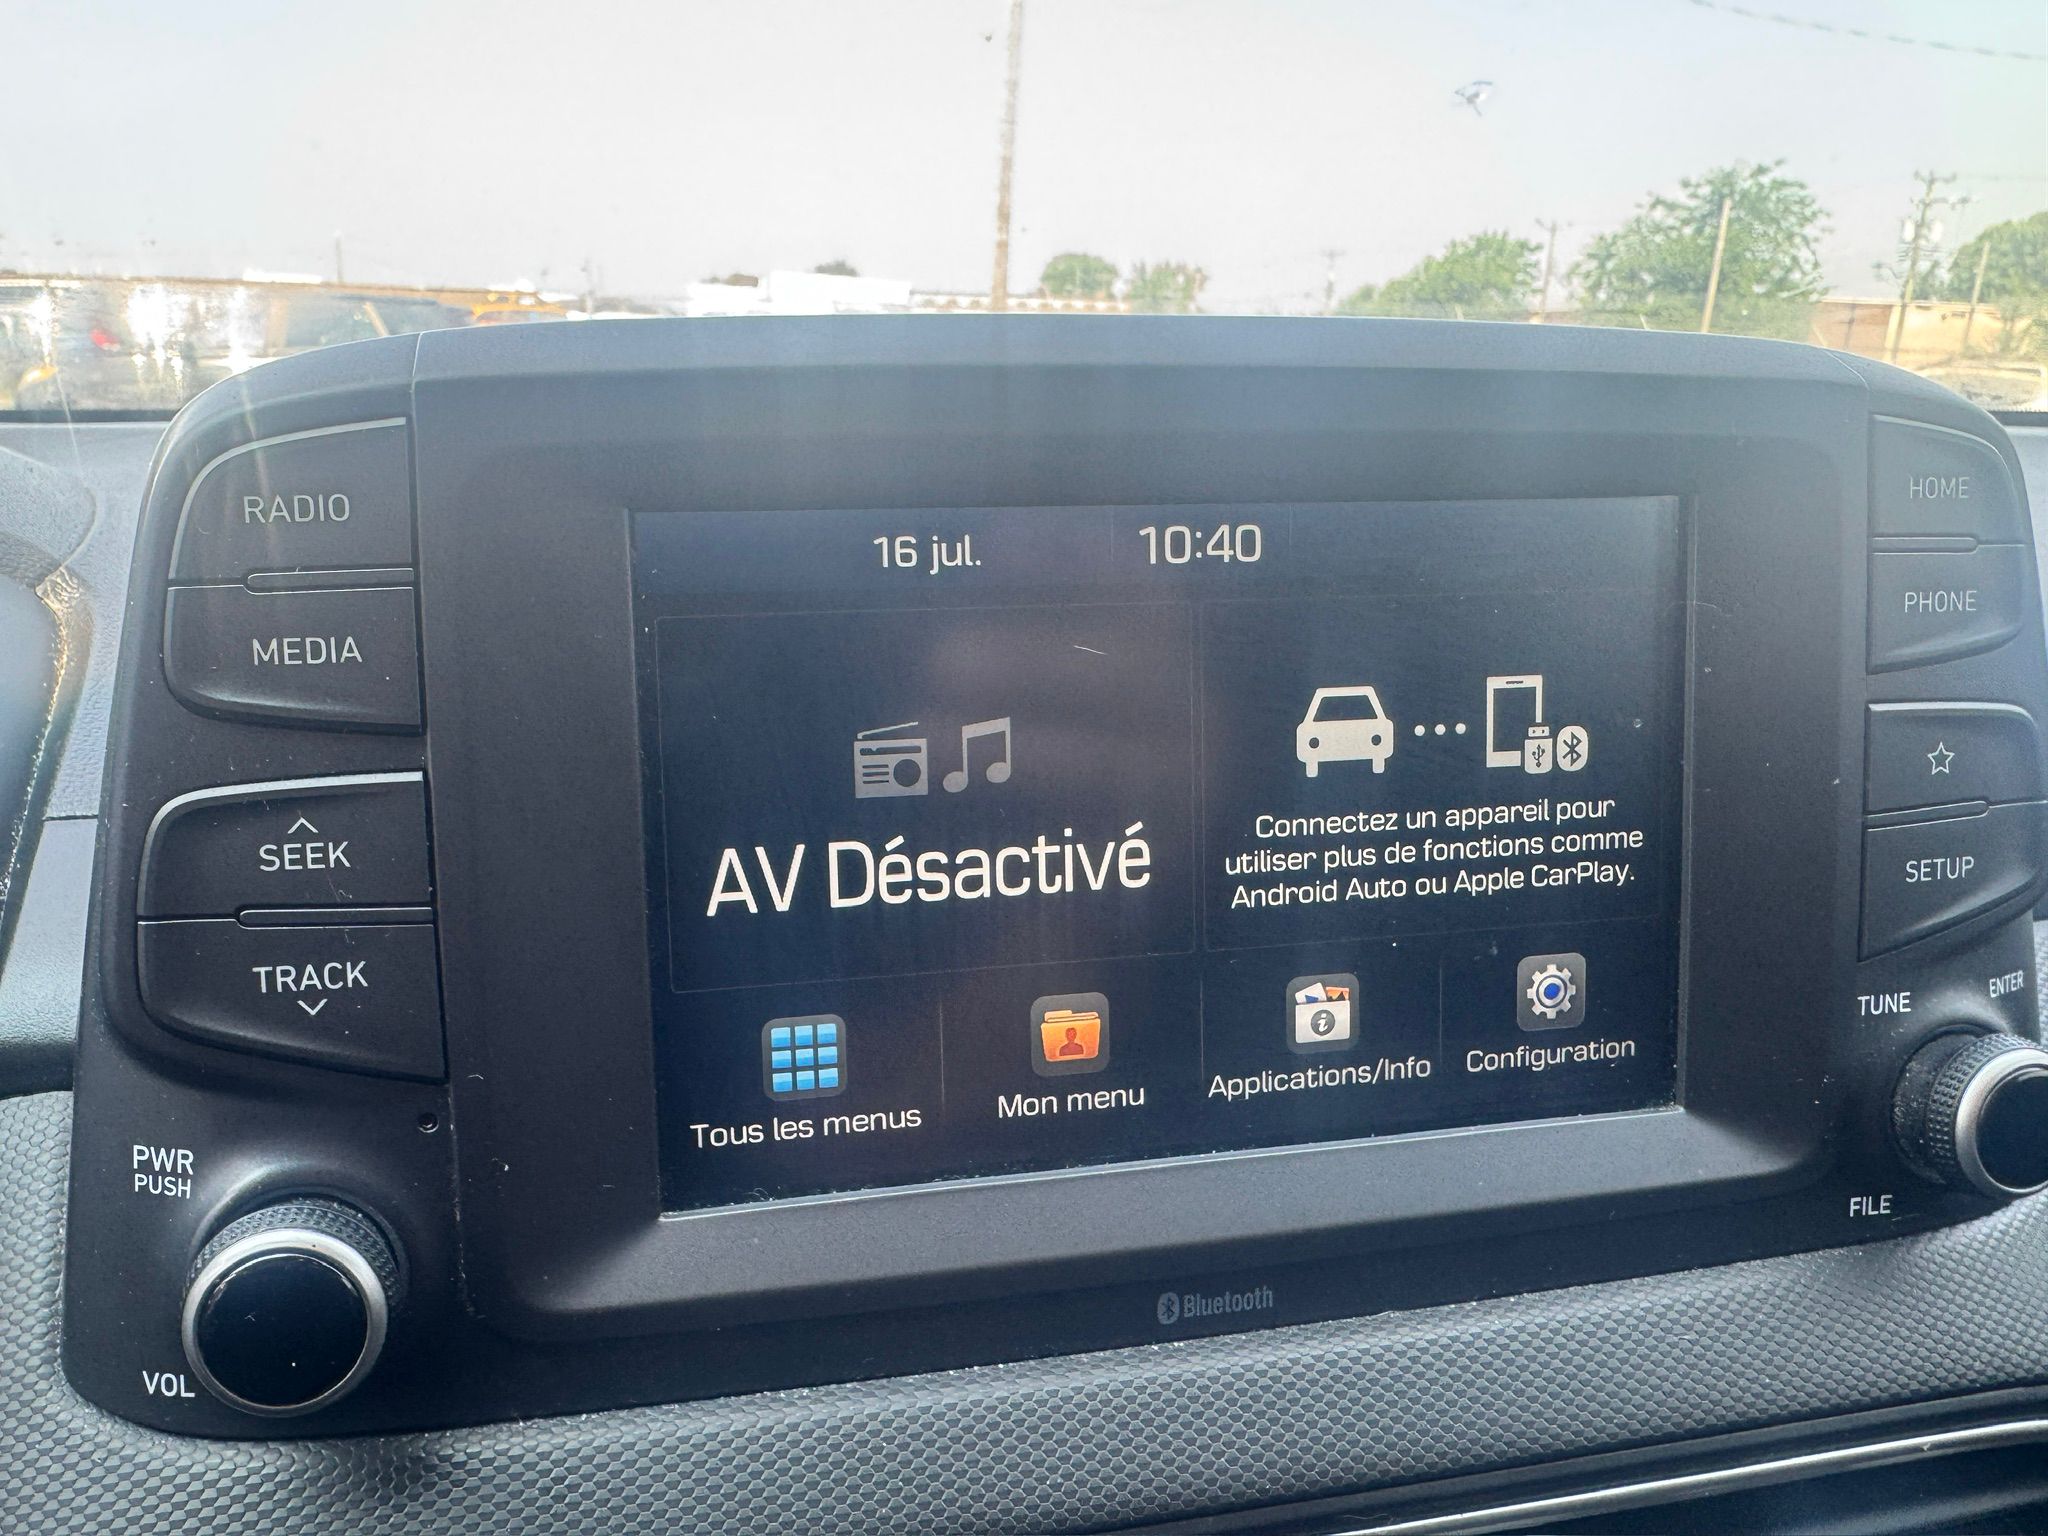 RADIO
MEDIA
SEEK
TRACK
PWR
PUSH
VOL
16 jul.
10:40
AV Désactivé
Connectez un appareil pour
utiliser plus de fonctions comme
Android Auto ou Apple CarPlay.
Tous les menus
Mon menu
Applications/Info
Configuration
Bluetooth
HOME
PHONE
SETUP
TUNE
ENTER
FILE